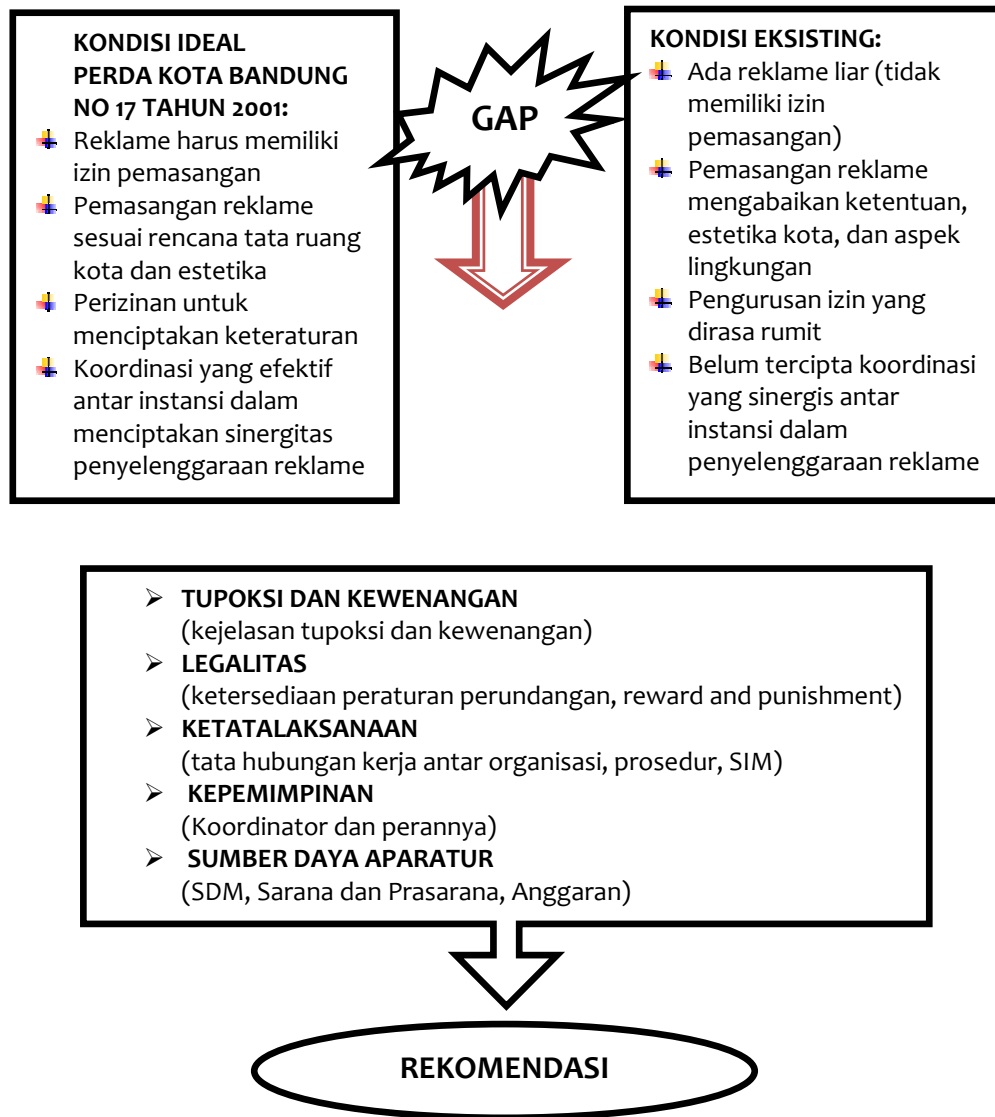 KONDISI IDEAL
PERDA KOTA BANDUNG
NO 17 TAHUN 2001:
Reklame harus memiliki
izin pemasangan
Pemasangan reklame
sesuai rencana tata ruang
kota dan estetika
Perizinan untuk
menciptakan keteraturan
Koordinasi yang efektif
antar instansi dalam
menciptakan sinergitas
penyelenggaraan reklame
GAP
KONDISI EKSISTING:
Ada reklame liar (tidak
memiliki izin
pemasangan)
Pemasangan reklame
mengabaikan ketentuan,
estetika kota, dan aspek
lingkungan
Pengurusan izin yang
dirasa rumit
Belum tercipta koordinasi
yang sinergis antar
instansi dalam
penyelenggaraan reklame
➢ TUPOKSI DAN KEWENANGAN
(kejelasan tupoksi dan kewenangan)
➢ LEGALITAS
(ketersediaan peraturan perundangan, reward and punishment)
➢ KETATALAKSANAAN
(tata hubungan kerja antar organisasi, prosedur, SIM)
➢ KEPEMIMPINAN
(Koordinator dan perannya)
➢ SUMBER DAYA APARATUR
(SDM, Sarana dan Prasarana, Anggaran)
REKOMENDASI